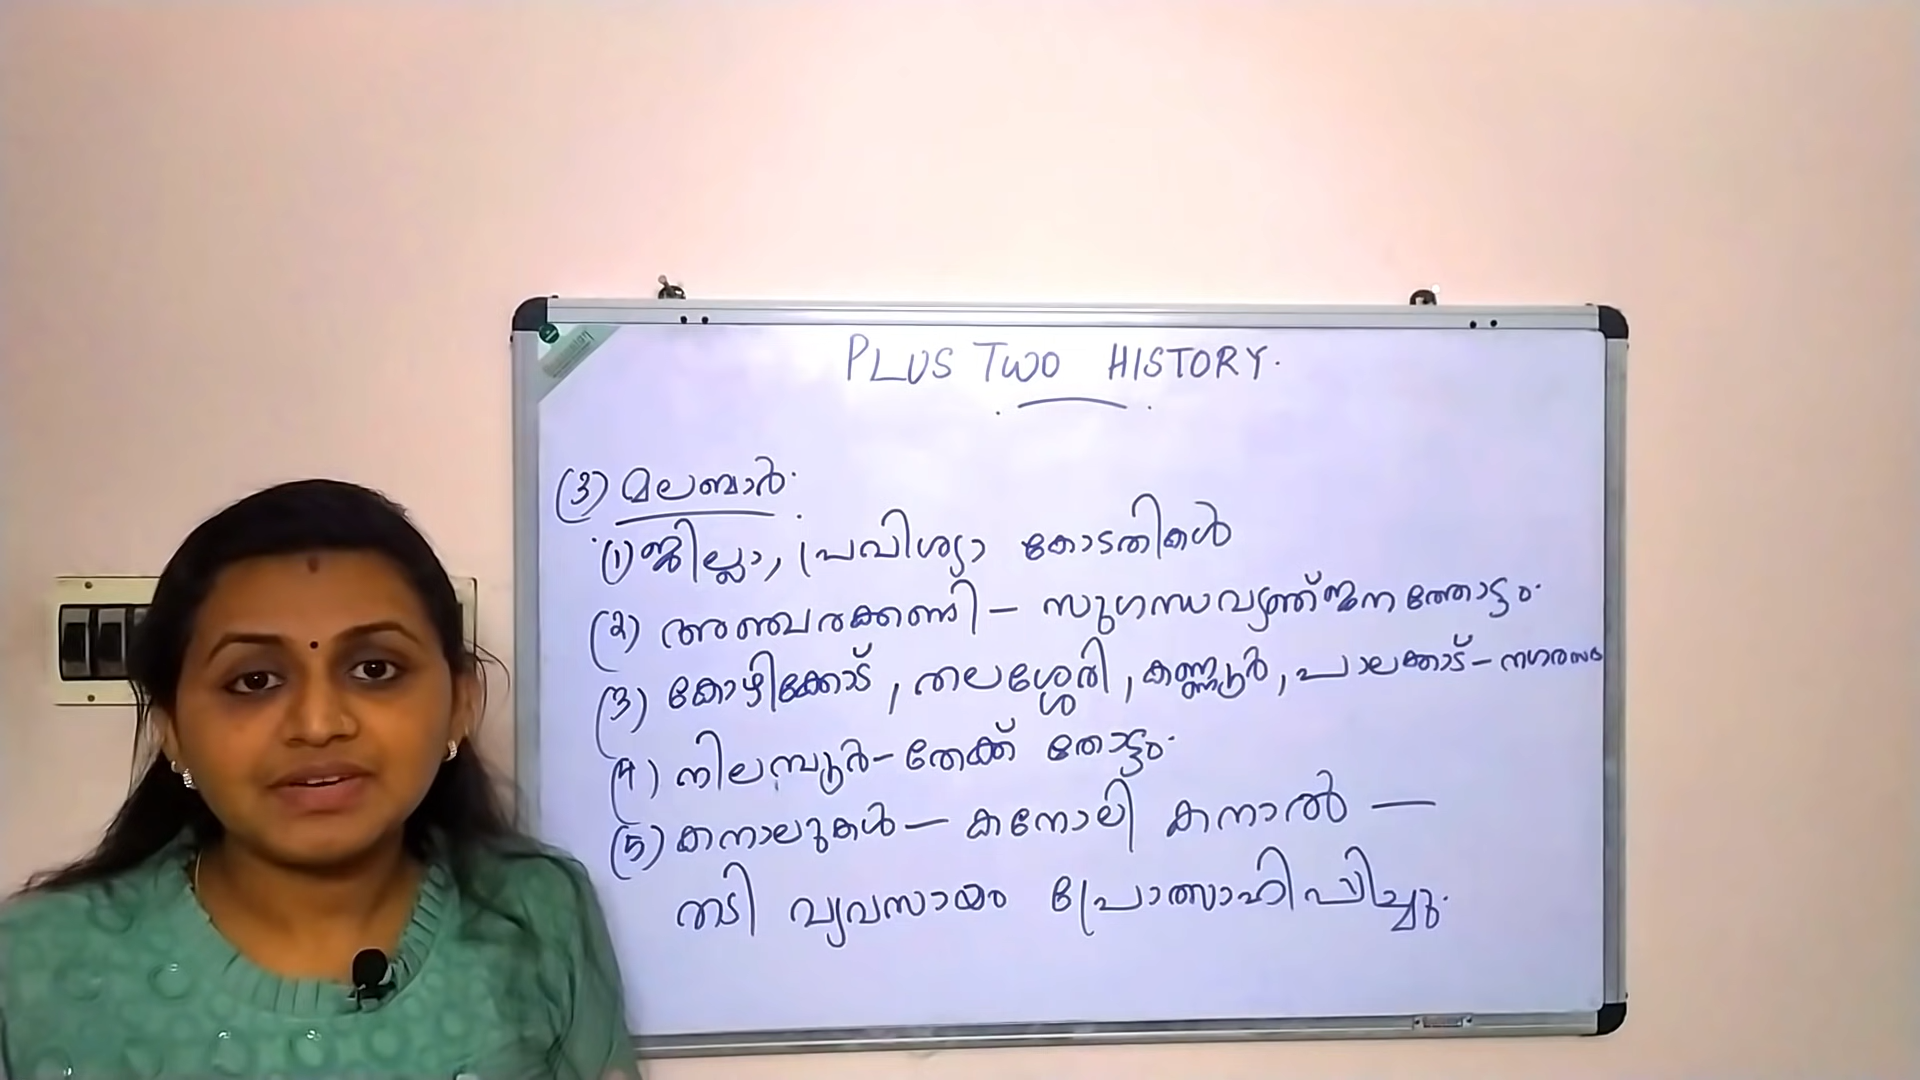 PLUS TWO HISTORY.
(3) മലബാർ.
(1) ജില്ലാ, പ്രവിശ്യാ കോടതികൾ
(2) അഞ്ചരക്കണ്ടി - സുഗന്ധവ്യഞ്ജന ത്തോട്ടം.
(3) കോഴിക്കോട്, തലശ്ശേരി, കണ്ണൂർ, പാലക്കാട് -
(4) നിലമ്പൂർ - തേക്ക് തോട്ടം.
(5) കനാലുകൾ - കനോലി കനാൽ -
തടി വ്യവസായം പ്രോത്സാഹിപ്പിച്ചു.